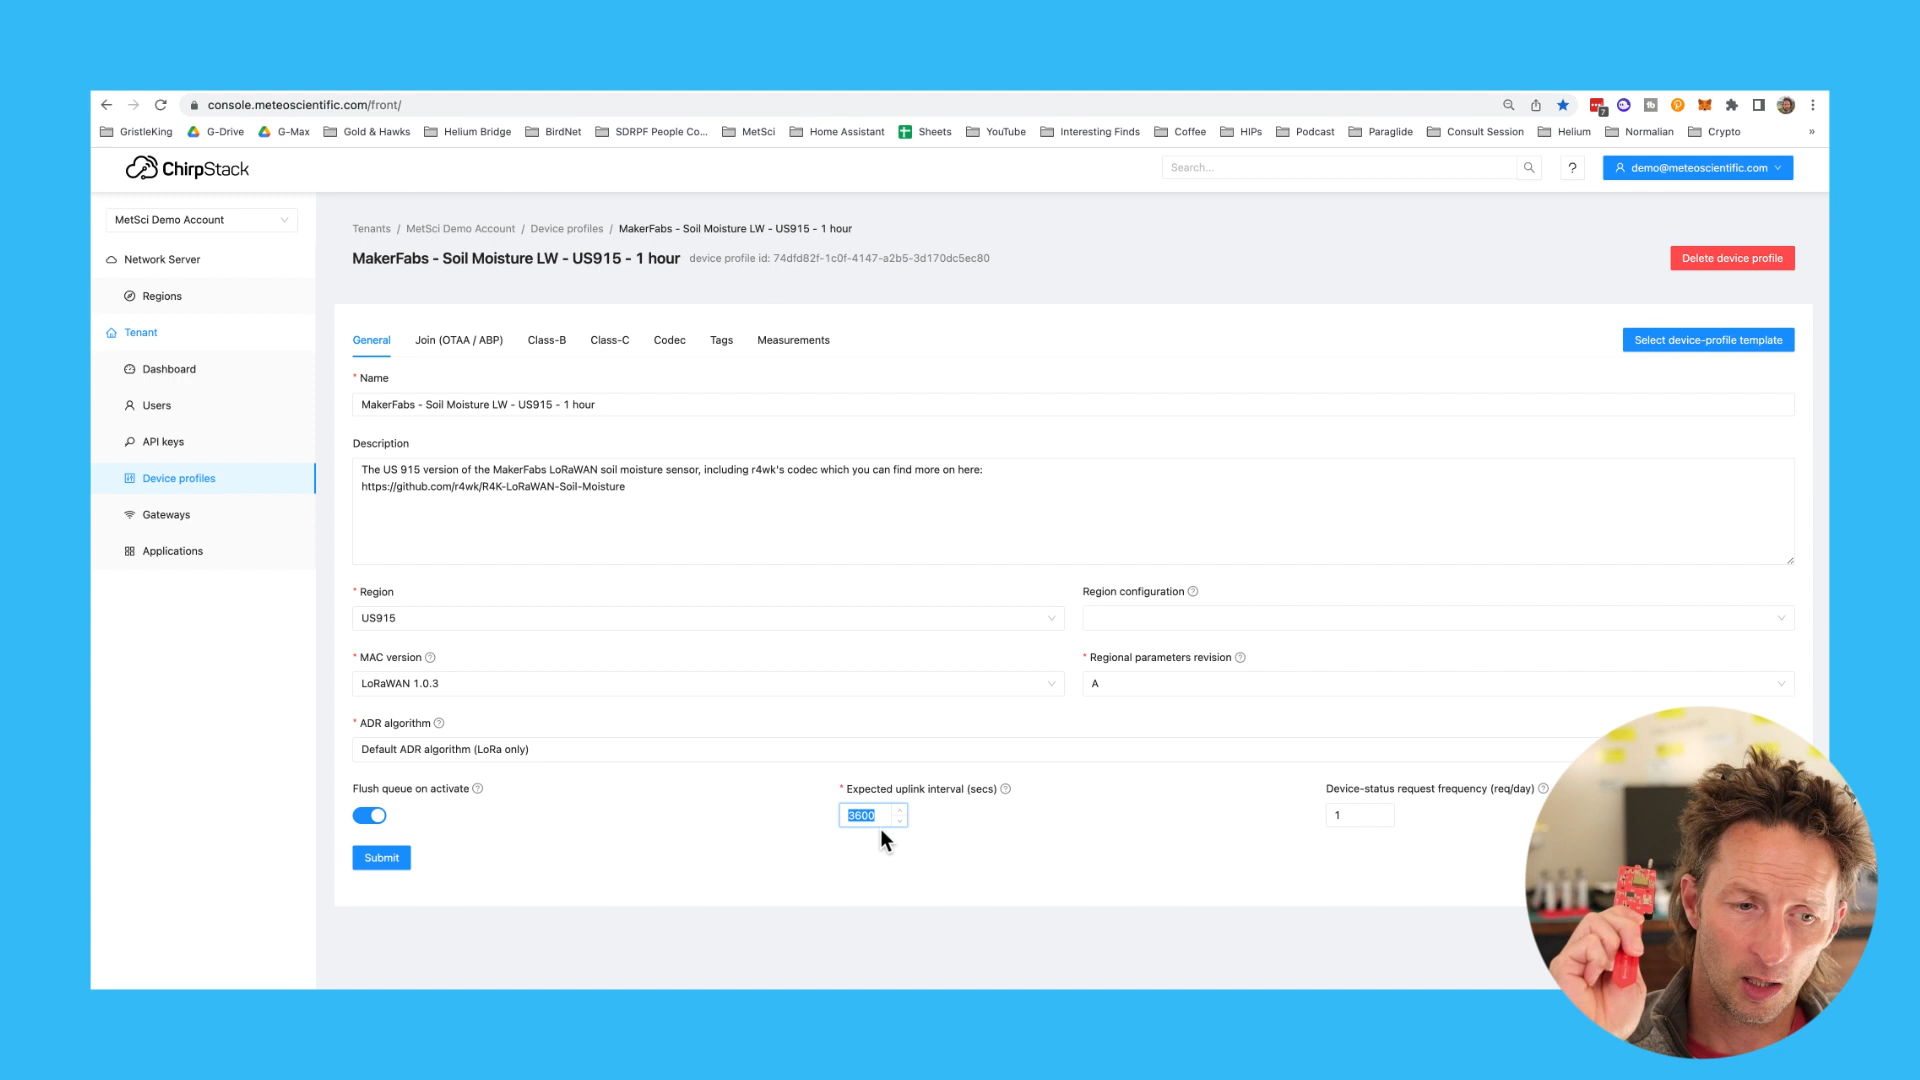 console.meteoscientific.com/front/
7
GristleKing G-Drive G-Max Gold & Hawks Helium Bridge BirdNet SDRPF People Co... MetSci Home Assistant Sheets YouTube Interesting Finds Coffee HIPs Podcast Paraglide Consult Session Helium Normalian Crypto »
ChirpStack
Search...
?
demo@meteoscientific.com
MetSci Demo Account
Network Server
Regions
Tenant
Dashboard
Users
API keys
Device profiles
Gateways
Applications
Tenants / MetSci Demo Account / Device profiles / MakerFabs - Soil Moisture LW - US915 - 1 hour
MakerFabs - Soil Moisture LW - US915 - 1 hour device profile id: 74dfd82f-1c0f-4147-a2b5-3d170dc5ec80
Delete device profile
General Join (OTAA / ABP) Class-B Class-C Codec Tags Measurements
Select device-profile template
* Name
MakerFabs - Soil Moisture LW - US915 - 1 hour
Description
The US 915 version of the MakerFabs LoRaWAN soil moisture sensor, including r4wk's codec which you can find more on here:
https://github.com/r4wk/R4K-LoRaWAN-Soil-Moisture
* Region
US915
Region configuration ?
* MAC version ?
LoRaWAN 1.0.3
* Regional parameters revision ?
A
* ADR algorithm ?
Default ADR algorithm (LoRa only)
Flush queue on activate ?
* Expected uplink interval (secs) ?
3600
Device-status request frequency (req/day) ?
1
Submit